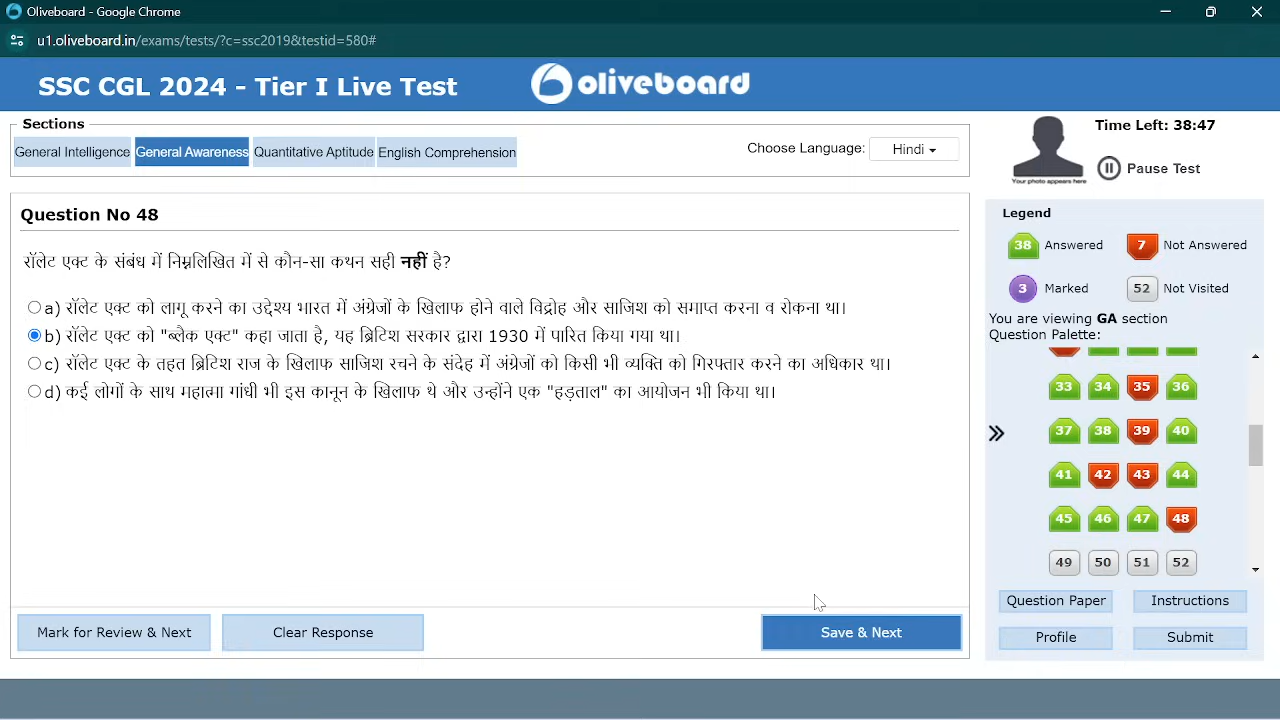 Oliveboard - Google Chrome
u1.oliveboard.in/exams/tests/?c=ssc2019&testid=580#
SSC CGL 2024 - Tier I Live Test
oliveboard
Sections
General Intelligence General Awareness Quantitative Aptitude English Comprehension
Choose Language: Hindi
Your photo appears here
Time Left: 38:47
Pause Test
Question No 48
रॉलेट एक्ट के संबंध में निम्नलिखित में से कौन-सा कथन सही नहीं है?
a) रॉलेट एक्ट को लागू करने का उद्देश्य भारत में अंग्रेजों के खिलाफ होने वाले विद्रोह और साजिश को समाप्त करना व रोकना था।
b) रॉलेट एक्ट को "ब्लैक एक्ट" कहा जाता है, यह ब्रिटिश सरकार द्वारा 1930 में पारित किया गया था।
c) रॉलेट एक्ट के तहत ब्रिटिश राज के खिलाफ साजिश रचन के संदेह में अंग्रेजों को किसी भी व्यक्ति को गिरफ्तार करने का अधिकार था।
d) कई लोगों के साथ महात्मा गांधी भी इस कानून के खिलाफ थे और उन्होंने एक "हड़ताल" का आयोजन भी किया था।
Mark for Review & Next
Clear Response
Save & Next
Legend
38 Answered 7 Not Answered
3 Marked 52 Not Visited
You are viewing GA section
Question Palette:
33 34 35 36
37 38 39 40
41 42 43 44
45 46 47 48
49 50 51 52
Question Paper Instructions
Profile Submit